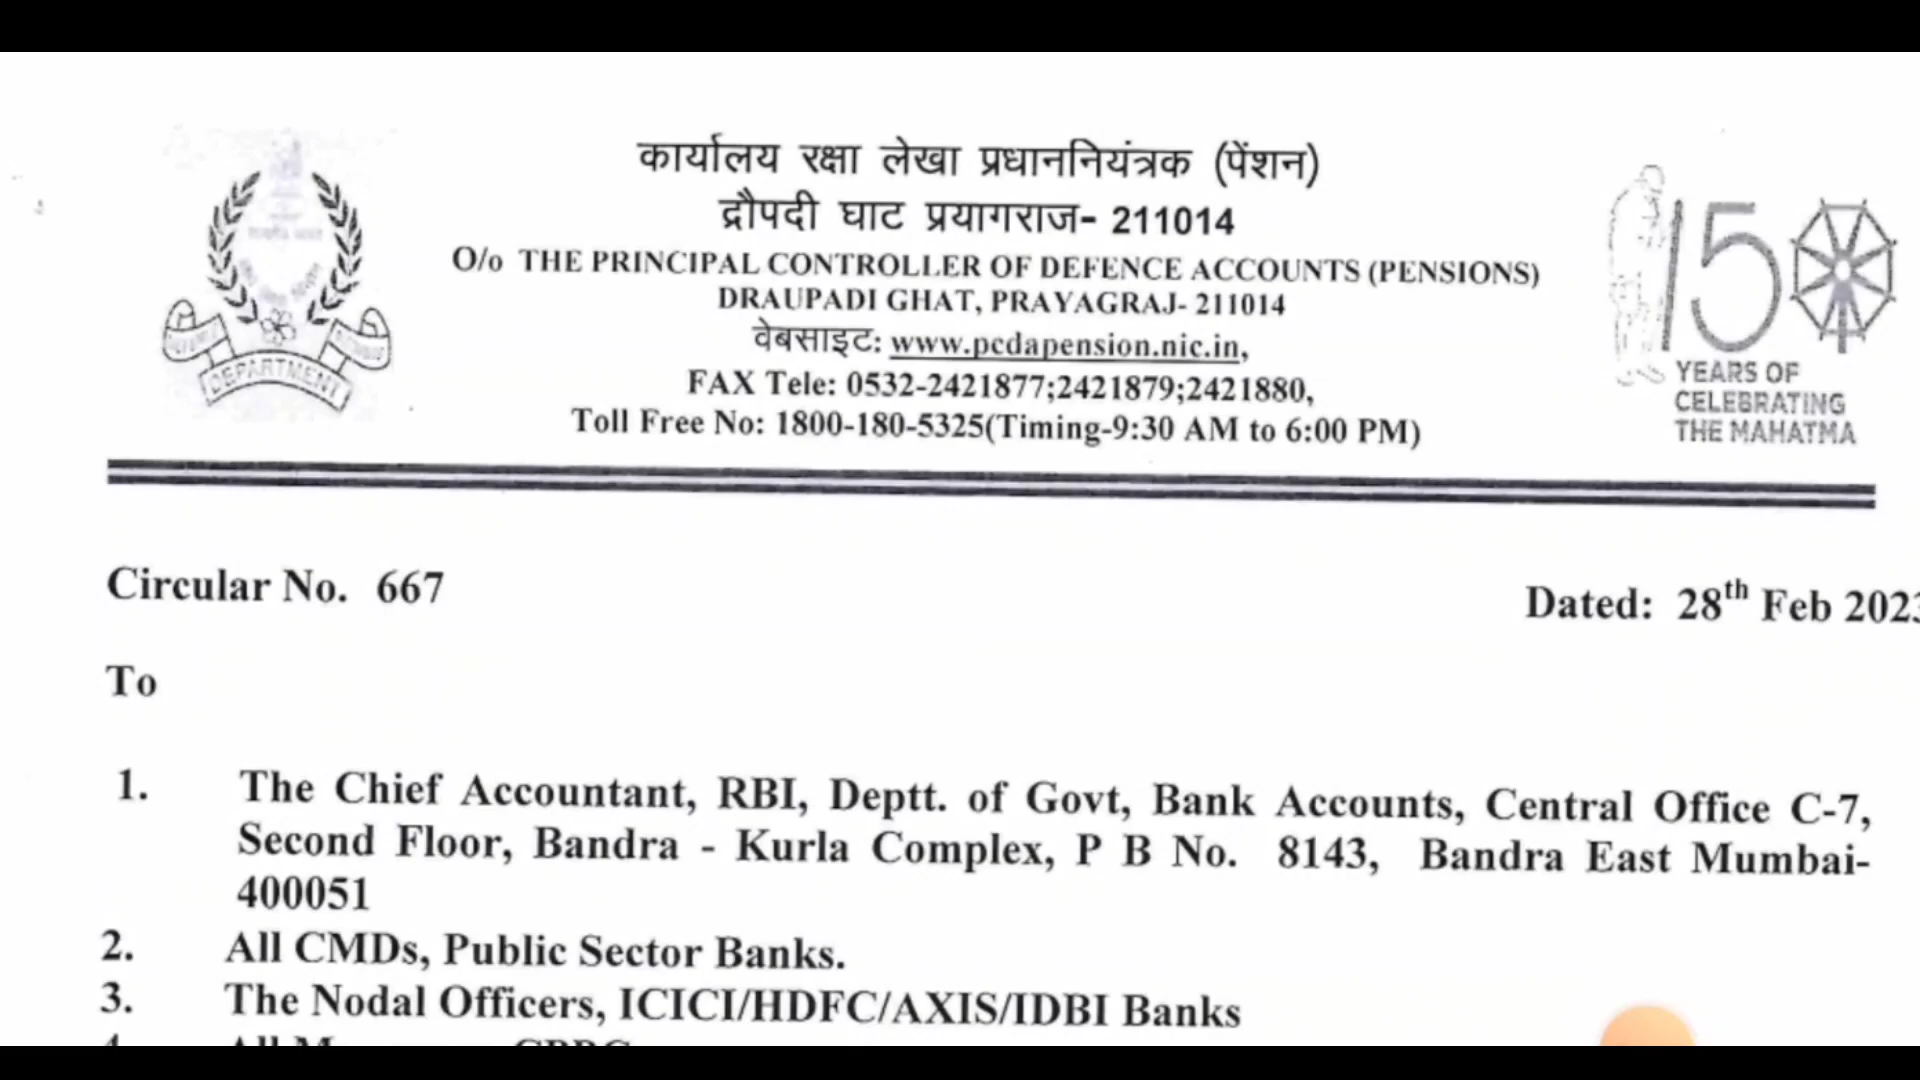 कार्यालय रक्षा लेखा प्रधाननियंत्रक (पेंशन)
द्रौपदी घाट प्रयागराज- 211014
O/o THE PRINCIPAL CONTROLLER OF DEFENCE ACCOUNTS (PENSIONS)
DRAUPADI GHAT, PRAYAGRAJ- 211014
वेबसाइट: www.pcdapension.nic.in,
FAX Tele: 0532-2421877;2421879;2421880,
Toll Free No: 1800-180-5325(Timing-9:30 AM to 6:00 PM)
DEPARTMENT
150
YEARS OF
CELEBRATING
THE MAHATMA
Circular No. 667
Dated: 28th Feb 2023
To
1. The Chief Accountant, RBI, Deptt. of Govt, Bank Accounts, Central Office C-7,
Second Floor, Bandra - Kurla Complex, P B No. 8143, Bandra East Mumbai-
400051
2. All CMDs, Public Sector Banks.
3. The Nodal Officers, ICICI/HDFC/AXIS/IDBI Banks